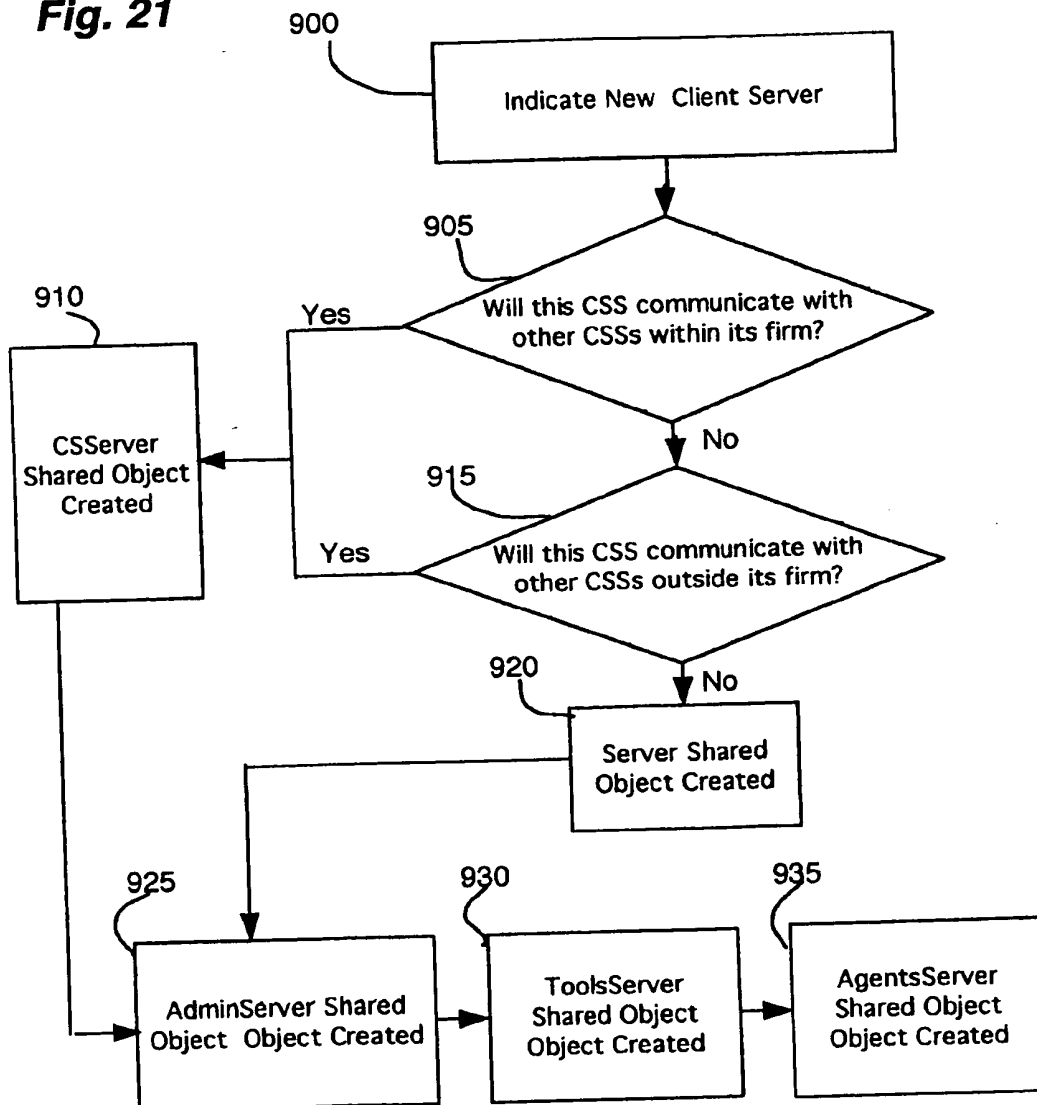 Fig. 21
900
Indicate New Client Server
905
Will this CSS communicate with
other CSSs within its firm?
Yes
910
CSServer
Shared Object
Created
No
915
Will this CSS communicate with
other CSSs outside its firm?
Yes
No
920
Server Shared
Object Created
925
AdminServer Shared
Object Object Created
930
ToolsServer
Shared Object
Object Created
935
AgentsServer
Shared Object
Object Created